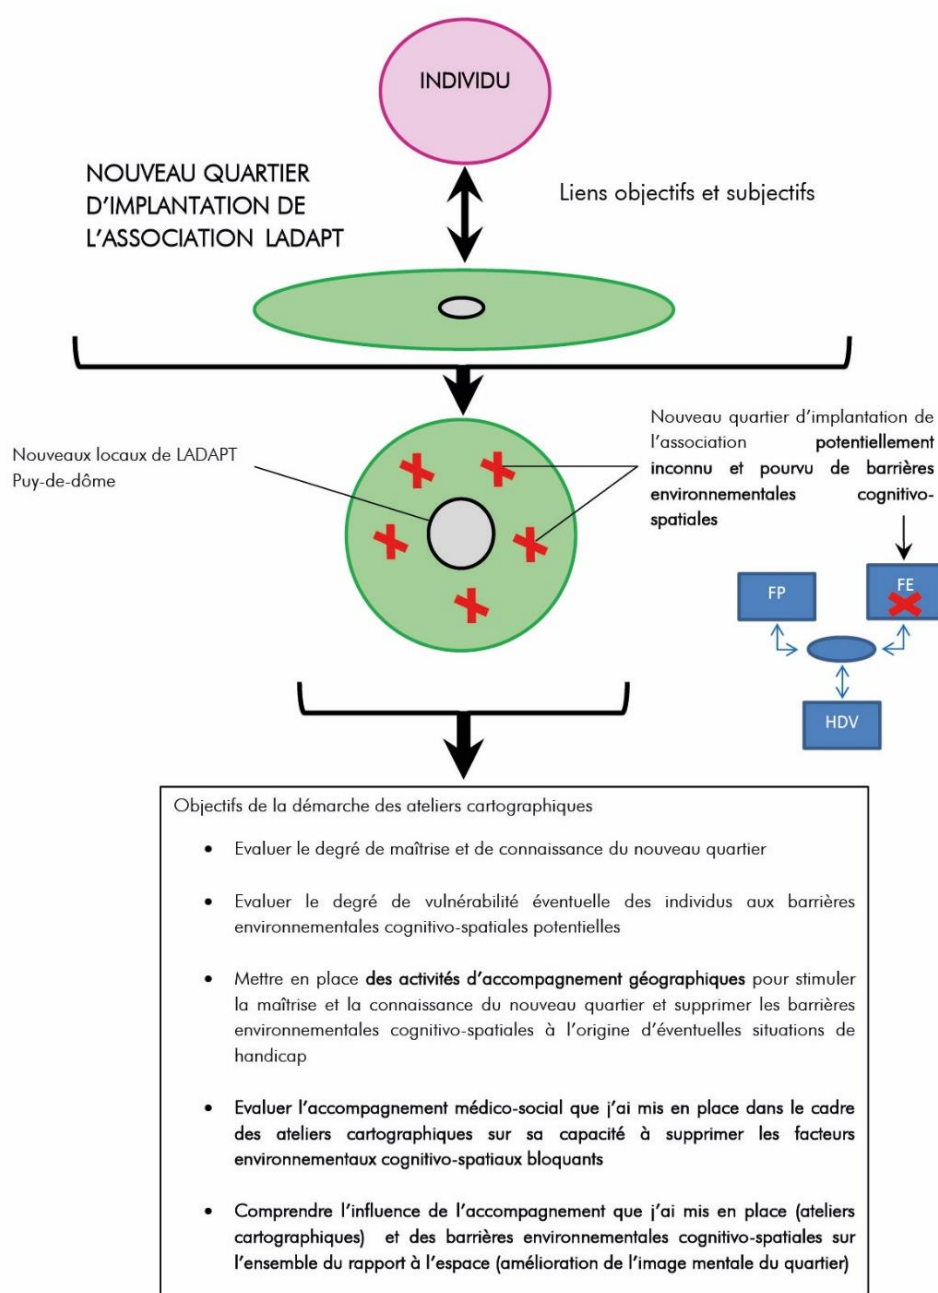 INDIVIDU
NOUVEAU QUARTIER
D'IMPLANTATION DE
L'ASSOCIATION LADAPT
Liens objectifs et subjectifs
Nouveaux locaux de LADAPT
Puy-de-dôme
Nouveau quartier d'implantation de
l'association potentiellement
inconnu et pourvu de barrières
environnementales cognitivo-
spatiales
FP
FE
HDV
Objectifs de la démarche des ateliers cartographiques
• Evaluer le degré de maîtrise et de connaissance du nouveau quartier
• Evaluer le degré de vulnérabilité éventuelle des individus aux barrières
environnementales cognitivo-spatiales potentielles
• Mettre en place des activités d'accompagnement géographiques pour stimuler
la maîtrise et la connaissance du nouveau quartier et supprimer les barrières
environnementales cognitivo-spatiales à l'origine d'éventuelles situations de
handicap
• Evaluer l'accompagnement médico-social que j'ai mis en place dans le cadre
des ateliers cartographiques sur sa capacité à supprimer les facteurs
environnementaux cognitivo-spatiaux bloquants
• Comprendre l'influence de l'accompagnement que j'ai mis en place (ateliers
cartographiques) et des barrières environnementales cognitivo-spatiales sur
l'ensemble du rapport à l'espace (amélioration de l'image mentale du quartier)